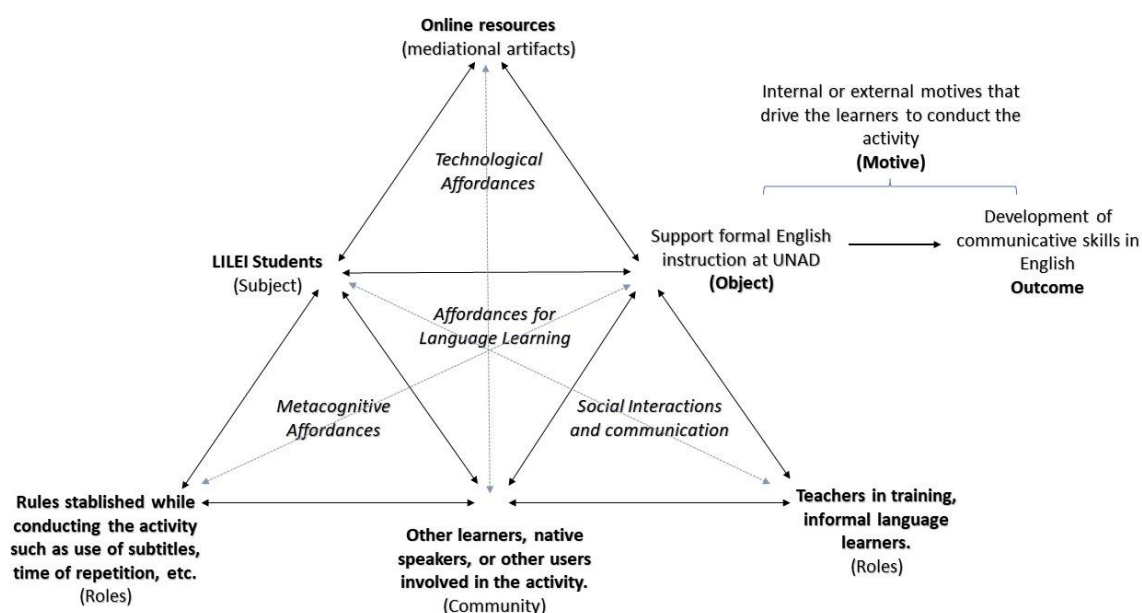 Online resources
(mediational artifacts)
Internal or external motives that
drive the learners to conduct the
activity
(Motive)
Technological
Affordances
LILEI Students
(Subject)
Support formal English
instruction at UNAD
(Object)
Development of
communicative skills in
English
Outcome
Affordances for
Language Learning
Metacognitive
Affordances
Social Interactions
and communication
Rules stablished while
conducting the activity
such as use of subtitles,
time of repetition, etc.
(Roles)
Other learners, native
speakers, or other users
involved in the activity.
(Community)
Teachers in training,
informal language
learners.
(Roles)